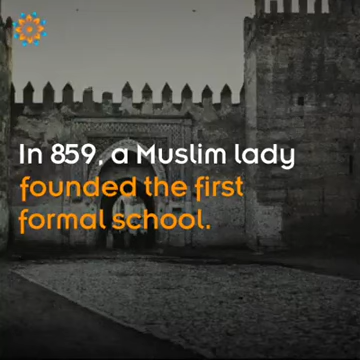 In 859, a Muslim lady
founded the first
formal school.